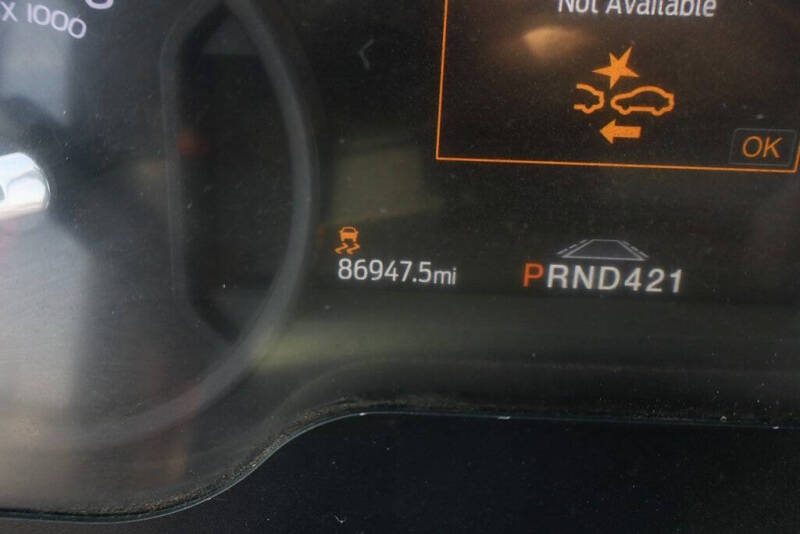 X 1000
Not Available
OK
86947.5mi
PRND421